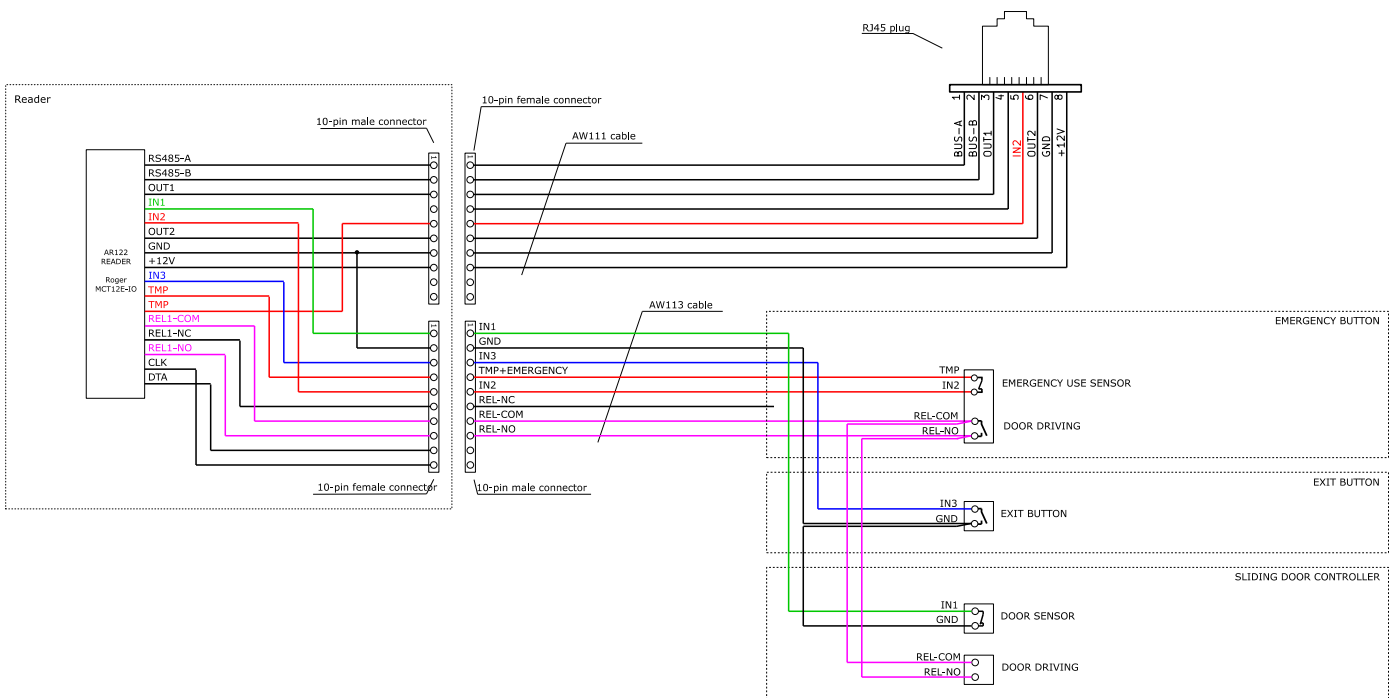 RJ45 plug
Reader
10-pin male connector
10-pin female connector
AW111 cable
1
2
3
4
5
6
7
8
BUS-A
BUS-B
OUT1
IN2
OUT2
GND
+12V
AR122
READER
Roger
MCT12E-IO
RS485-A
RS485-B
OUT1
IN1
IN2
OUT2
GND
+12V
IN3
TMP
TMP
REL1-COM
REL1-NC
REL1-NO
CLK
DTA
1
1
1
1
10-pin female connector
10-pin male connector
AW113 cable
IN1
GND
IN3
TMP+EMERGENCY
IN2
REL-NC
REL-COM
REL-NO
EMERGENCY BUTTON
TMP
IN2
EMERGENCY USE SENSOR
REL-COM
REL-NO
DOOR DRIVING
EXIT BUTTON
IN3
GND
EXIT BUTTON
SLIDING DOOR CONTROLLER
IN1
GND
DOOR SENSOR
REL-COM
REL-NO
DOOR DRIVING